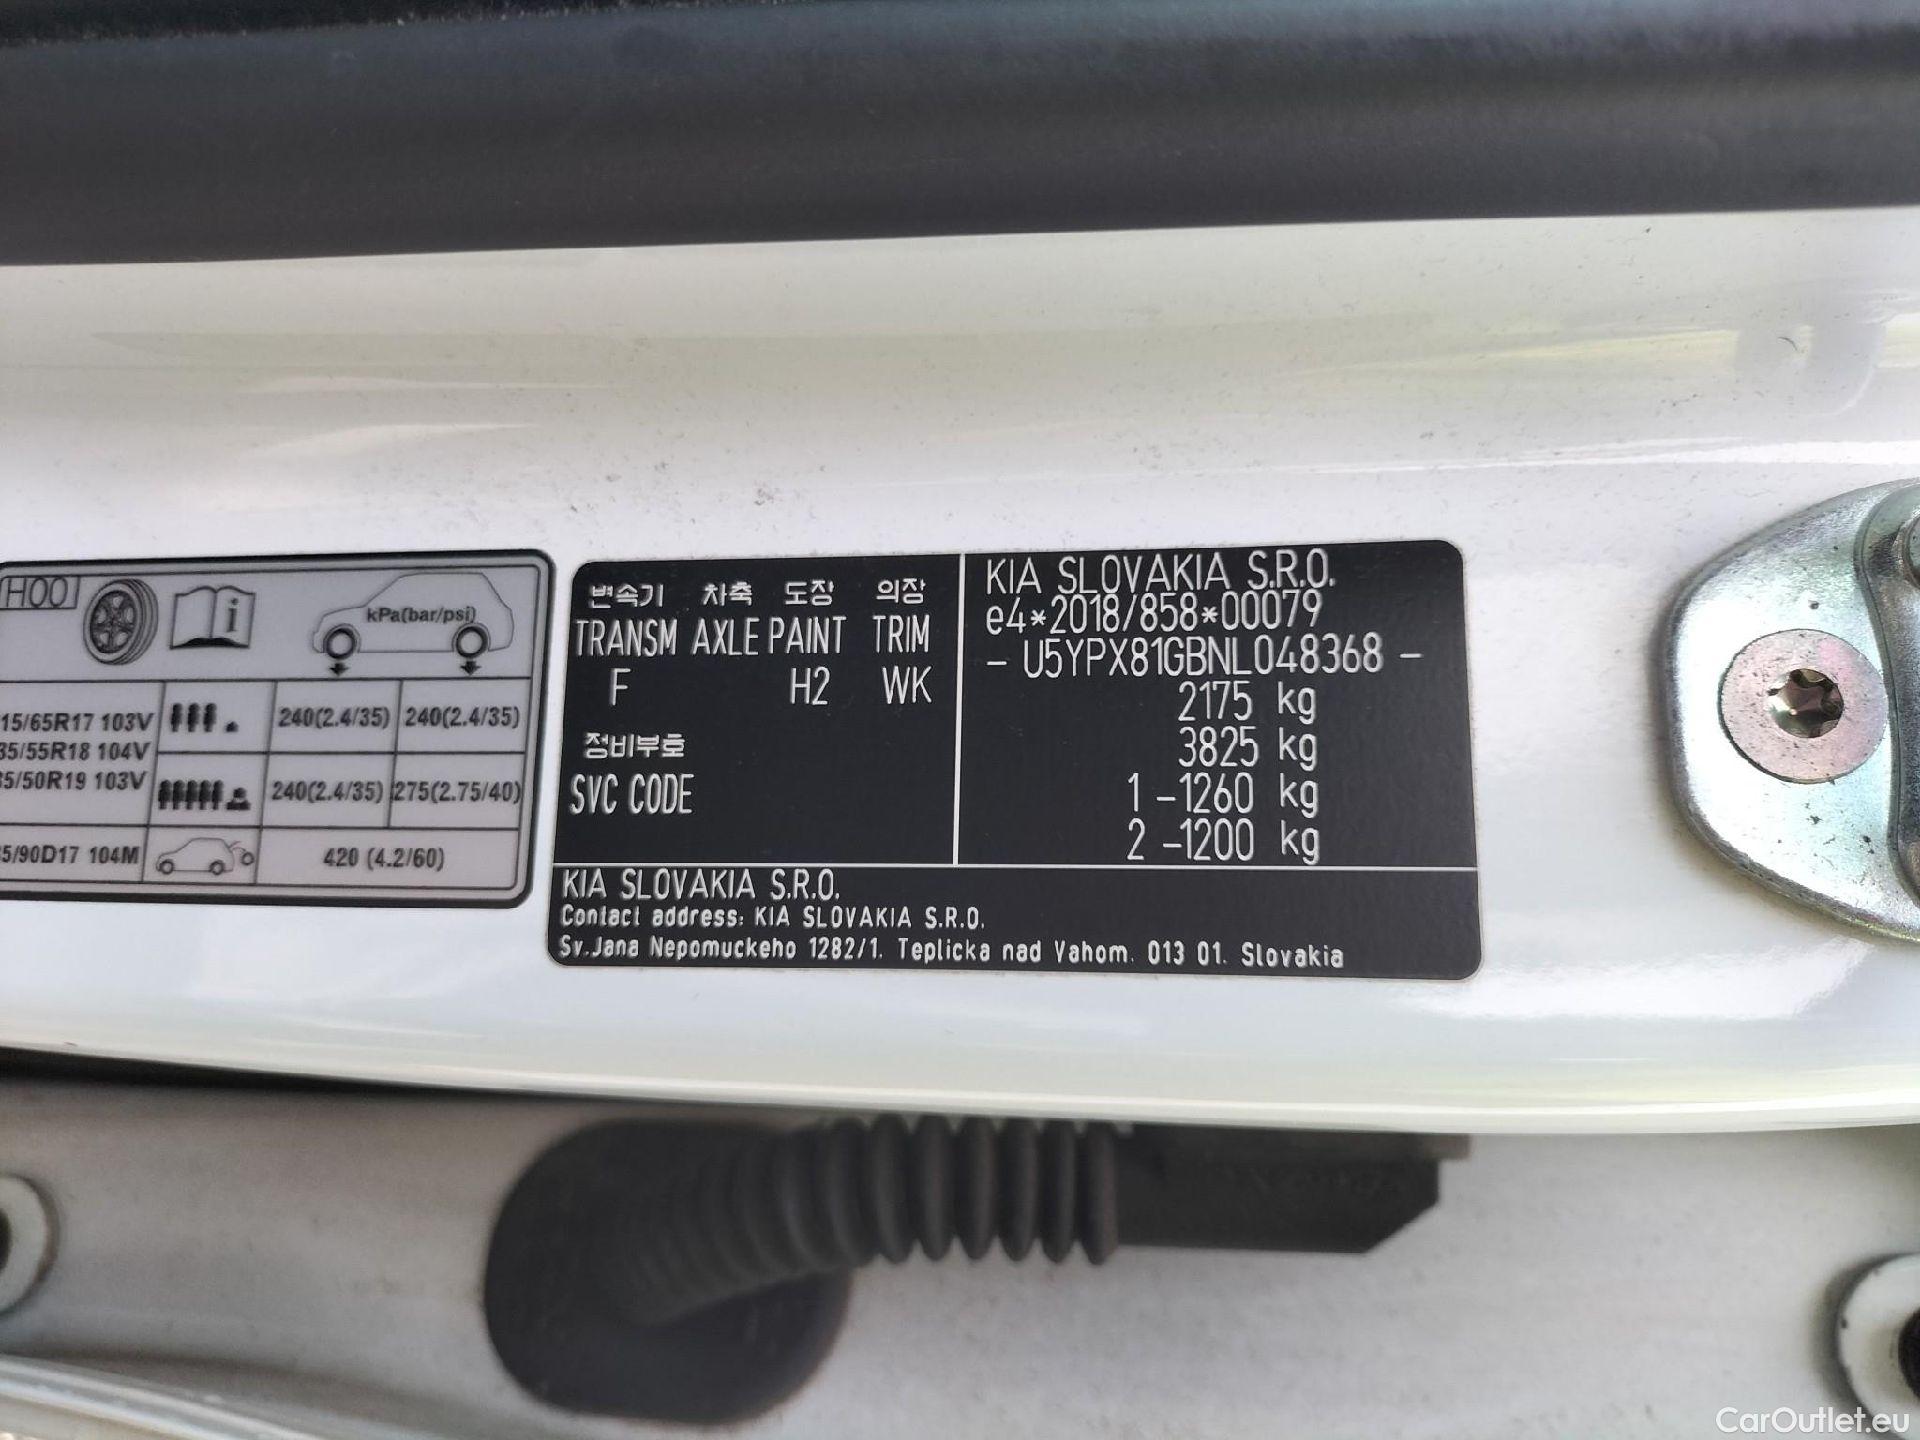 H00
kPa(bar/psi)
15/65R17 103V
35/55R18 104V
35/50R19 103V
240(2.4/35) 240(2.4/35)
240(2.4/35) 275(2.75/40)
5/90D17 104M
420 (4.2/60)
변속기 차축 도장 의장
TRANSM AXLE PAINT TRIM
F H2 WK
정비부호
SVC CODE
KIA SLOVAKIA S.R.O.
e4*2018/858*00079
- U5YPX81GBNL048368 -
2175 kg
3825 kg
1 -1260 kg
2 -1200 kg
KIA SLOVAKIA S.R.O.
Contact address: KIA SLOVAKIA S.R.O.
Sv.Jana Nepomuckeho 1282/1. Teplicka nad Vahom. 013 01. Slovakia
CarOutlet.eu